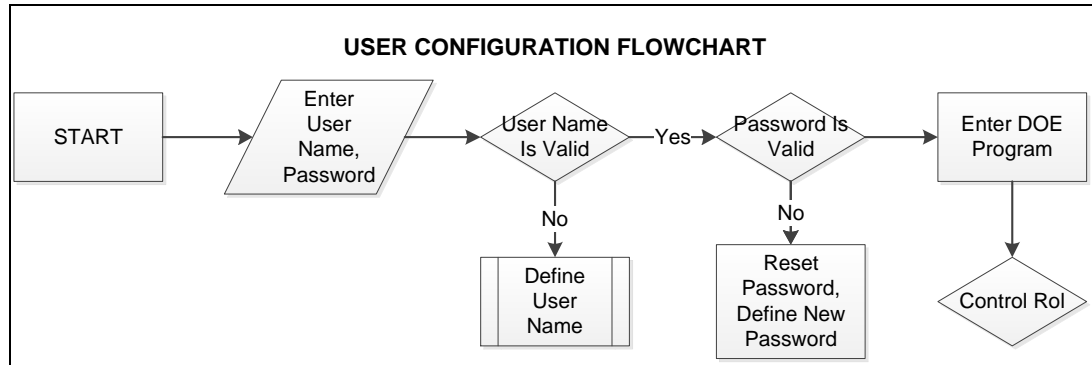 USER CONFIGURATION FLOWCHART
START
Enter
User
Name,
Password
User Name
Is Valid
Yes
Password Is
Valid
Enter DOE
Program
No
Define
User
Name
No
Reset
Password,
Define New
Password
Control Rol